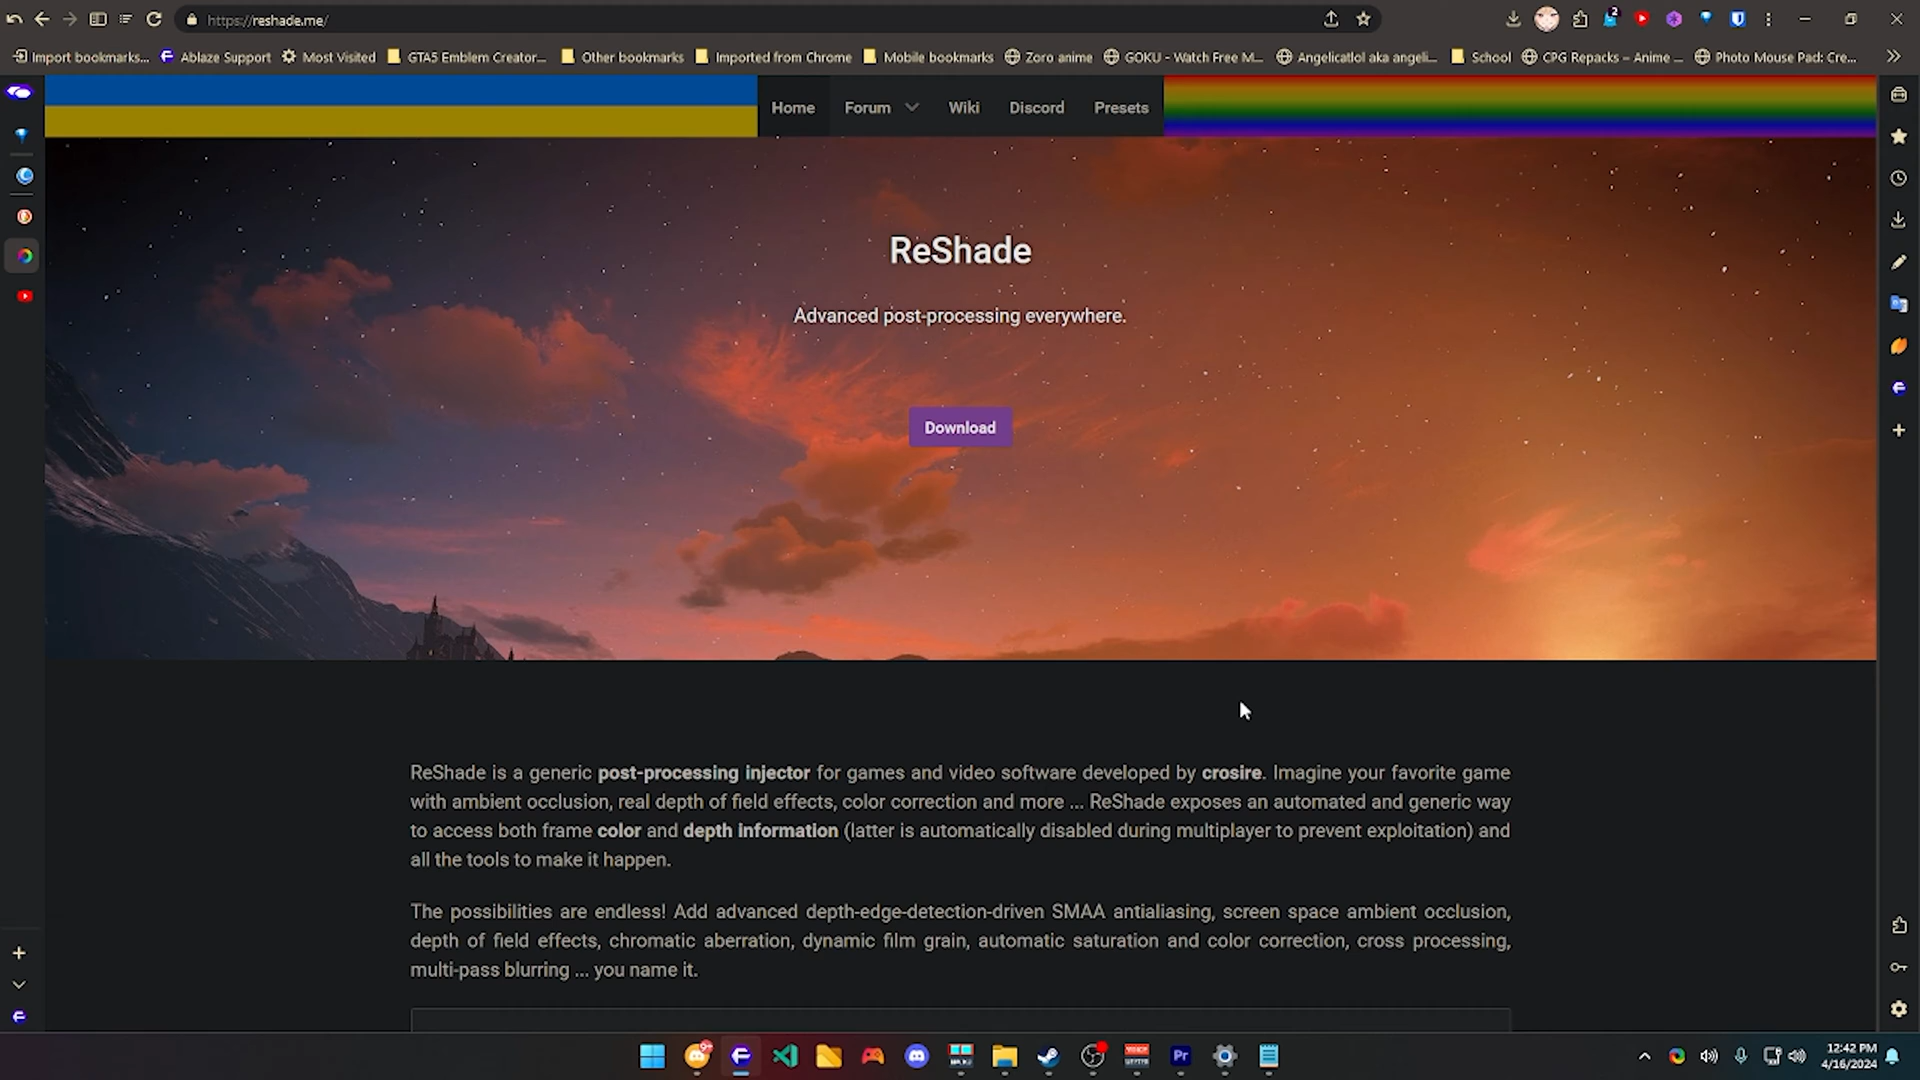 https://reshade.me/
2
Import bookmarks... Ablaze Support Most Visited GTA5 Emblem Creator... Other bookmarks Imported from Chrome Mobile bookmarks Zoro anime GOKU - Watch Free M... Angelicatlol aka angeli... School CPG Repacks – Anime ... Photo Mouse Pad: Cre...
Home Forum Wiki Discord Presets
ReShade
Advanced post-processing everywhere.
Download
ReShade is a generic post-processing injector for games and video software developed by crosire. Imagine your favorite game
with ambient occlusion, real depth of field effects, color correction and more ... ReShade exposes an automated and generic way
to access both frame color and depth information (latter is automatically disabled during multiplayer to prevent exploitation) and
all the tools to make it happen.
The possibilities are endless! Add advanced depth-edge-detection-driven SMAA antialiasing, screen space ambient occlusion,
depth of field effects, chromatic aberration, dynamic film grain, automatic saturation and color correction, cross processing,
multi-pass blurring ... you name it.
Pr
12:42 PM
4/16/2024